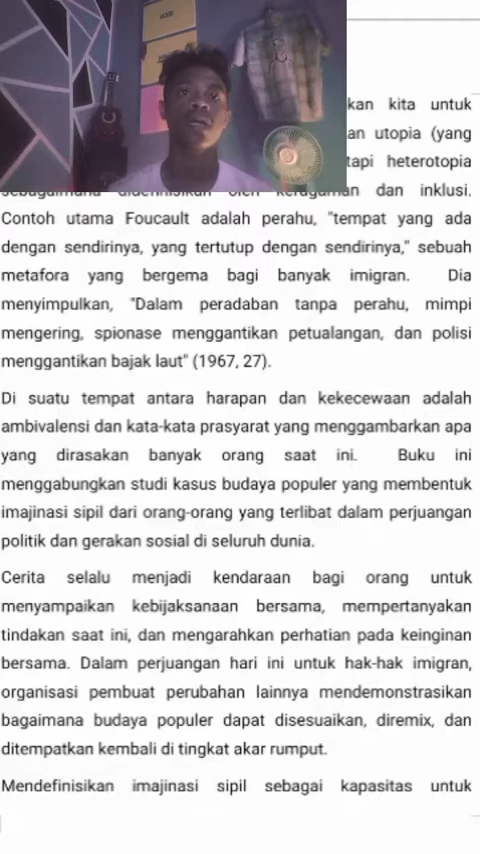 kan kita untuk
an utopia (yang
tapi heterotopia
dan inklusi.
Contoh utama Foucault adalah perahu, "tempat yang ada
dengan sendirinya, yang tertutup dengan sendirinya," sebuah
metafora yang bergema bagi banyak imigran. Dia
menyimpulkan, "Dalam peradaban tanpa perahu, mimpi
mengering, spionase menggantikan petualangan, dan polisi
menggantikan bajak laut" (1967, 27).
Di suatu tempat antara harapan dan kekecewaan adalah
ambivalensi dan kata-kata prasyarat yang menggambarkan apa
yang dirasakan banyak orang saat ini. Buku ini
menggabungkan studi kasus budaya populer yang membentuk
imajinasi sipil dari orang-orang yang terlibat dalam perjuangan
politik dan gerakan sosial di seluruh dunia.
Cerita selalu menjadi kendaraan bagi orang untuk
menyampaikan kebijaksanaan bersama, mempertanyakan
tindakan saat ini, dan mengarahkan perhatian pada keinginan
bersama. Dalam perjuangan hari ini untuk hak-hak imigran,
organisasi pembuat perubahan lainnya mendemonstrasikan
bagaimana budaya populer dapat disesuaikan, diremix, dan
ditempatkan kembali di tingkat akar rumput.
Mendefinisikan imajinasi sipil sebagai kapasitas untuk